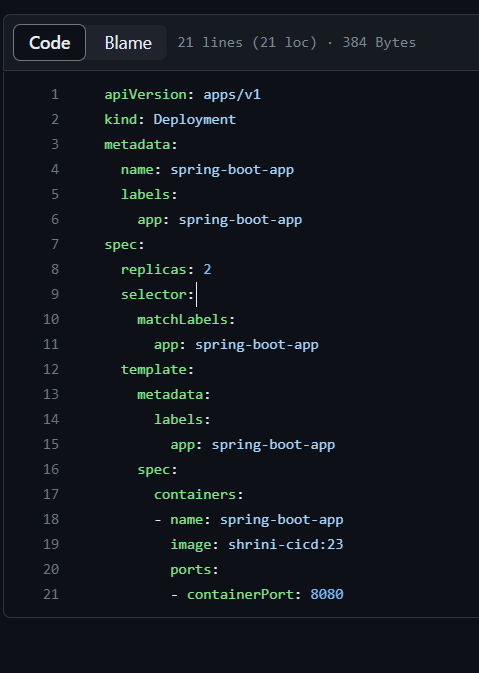 Code Blame 21 lines (21 loc) · 384 Bytes
1 apiVersion: apps/v1
2 kind: Deployment
3 metadata:
4   name: spring-boot-app
5   labels:
6     app: spring-boot-app
7 spec:
8   replicas: 2
9   selector:
10     matchLabels:
11       app: spring-boot-app
12   template:
13     metadata:
14       labels:
15         app: spring-boot-app
16     spec:
17       containers:
18       - name: spring-boot-app
19         image: shrini-cicd:23
20         ports:
21         - containerPort: 8080